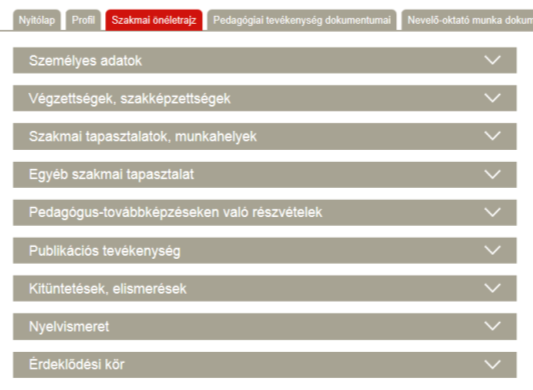 Nyitólap Profil Szakmai önéletrajz Pedagógiai tevékenység dokumentumai Nevelő-oktató munka dokum
Személyes adatok
Végzettségek, szakképzettségek
Szakmai tapasztalatok, munkahelyek
Egyéb szakmai tapasztalat
Pedagógus-továbbképzéseken való részvételek
Publikációs tevékenység
Kitüntetések, elismerések
Nyelvismeret
Érdeklődési kör